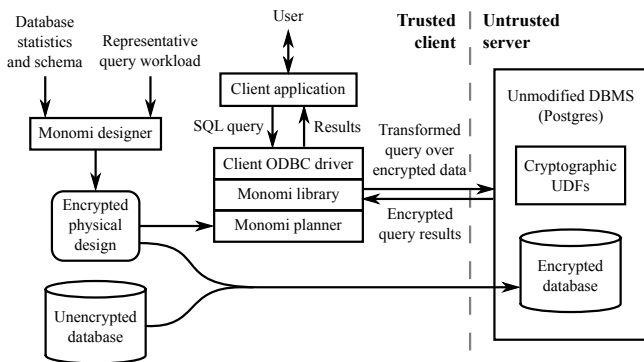 Database
statistics
and schema
Representative
query workload
User
Trusted
client
Untrusted
server
Monomi designer
Client application
SQL query
Results
Client ODBC driver
Monomi library
Monomi planner
Transformed
query over
encrypted data
Encrypted
query results
Unmodified DBMS
(Postgres)
Cryptographic
UDFs
Encrypted
physical
design
Unencrypted
database
Encrypted
database